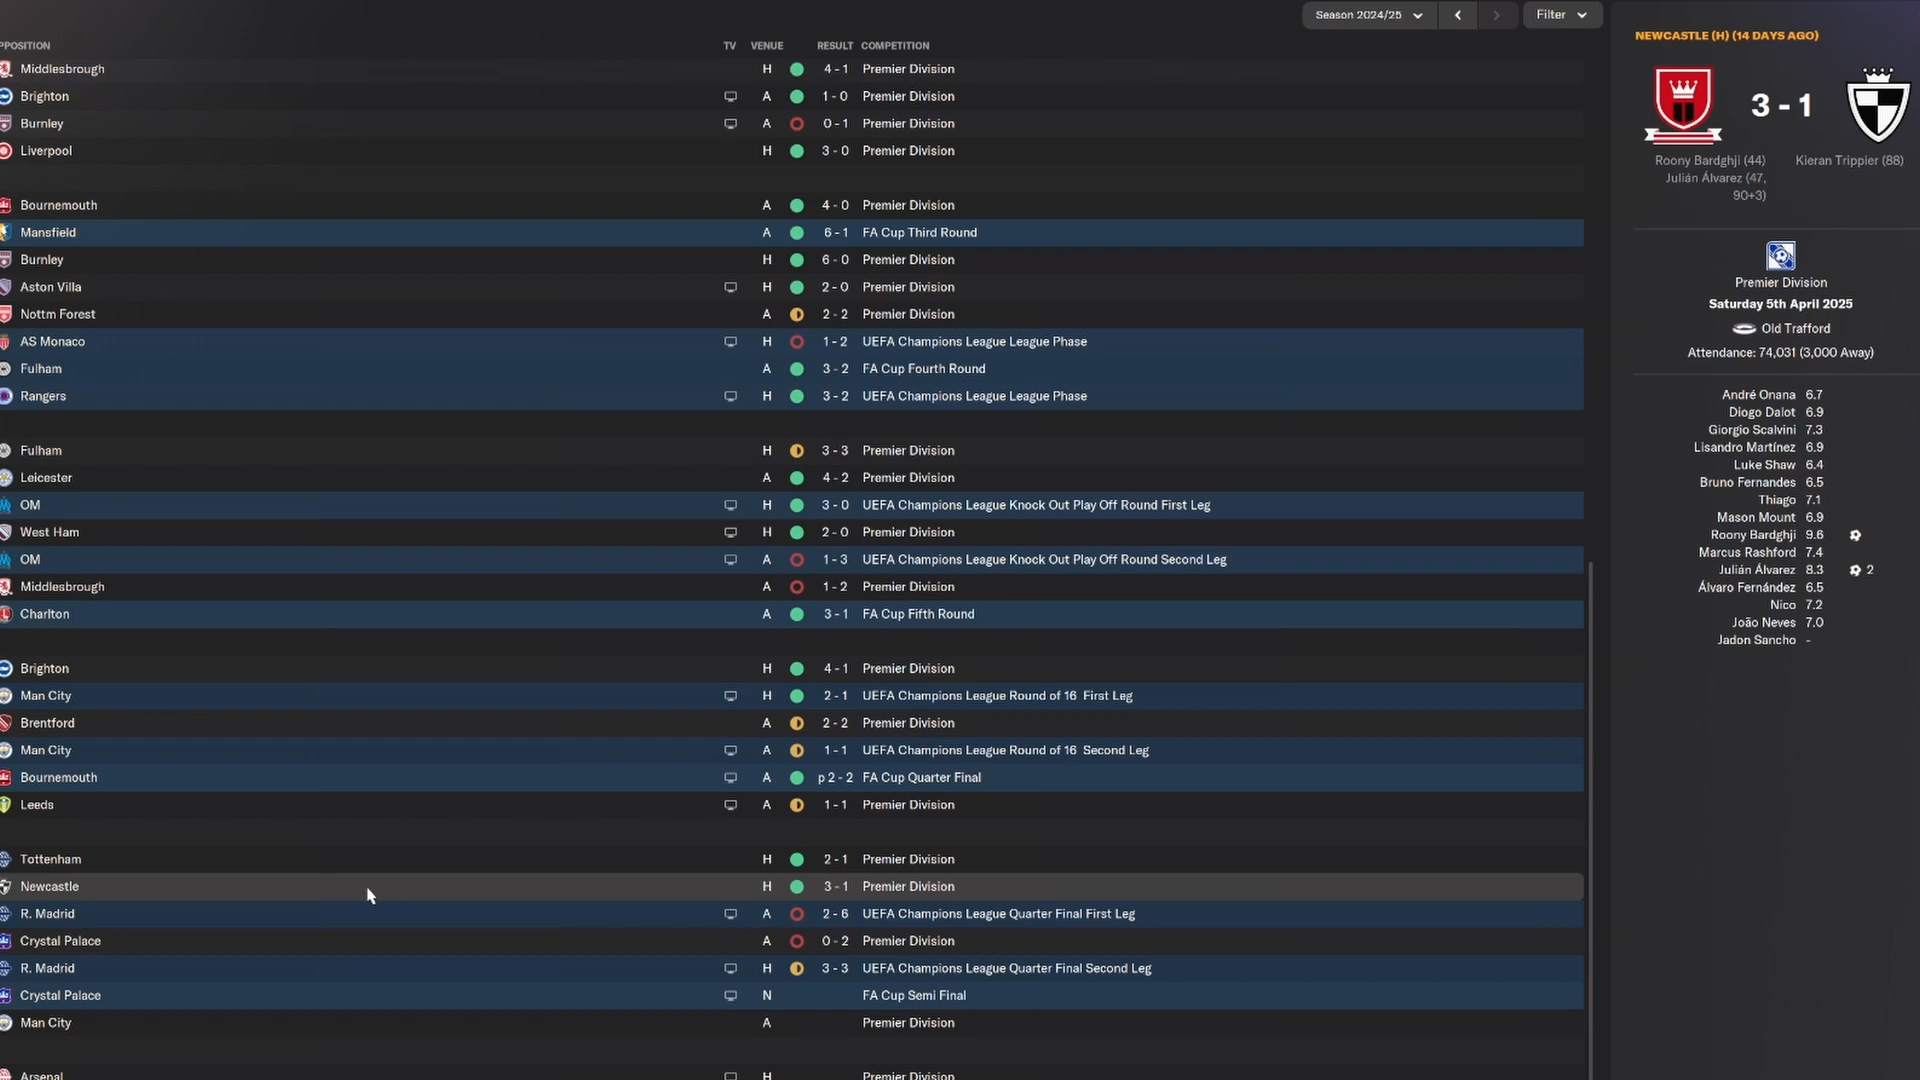 Season 2024/25
Filter
PPOSITION TV VENUE RESULT COMPETITION
Middlesbrough H 4 - 1 Premier Division
Brighton A 1 - 0 Premier Division
Burnley A 0 - 1 Premier Division
Liverpool H 3 - 0 Premier Division
Bournemouth A 4 - 0 Premier Division
Mansfield A 6 - 1 FA Cup Third Round
Burnley H 6 - 0 Premier Division
Aston Villa H 2 - 0 Premier Division
Nottm Forest A 2 - 2 Premier Division
AS Monaco H 1 - 2 UEFA Champions League League Phase
Fulham A 3 - 2 FA Cup Fourth Round
Rangers H 3 - 2 UEFA Champions League League Phase
Fulham H 3 - 3 Premier Division
Leicester A 4 - 2 Premier Division
OM H 3 - 0 UEFA Champions League Knock Out Play Off Round First Leg
West Ham H 2 - 0 Premier Division
OM A 1 - 3 UEFA Champions League Knock Out Play Off Round Second Leg
Middlesbrough A 1 - 2 Premier Division
Charlton A 3 - 1 FA Cup Fifth Round
Brighton H 4 - 1 Premier Division
Man City H 2 - 1 UEFA Champions League Round of 16 First Leg
Brentford A 2 - 2 Premier Division
Man City A 1 - 1 UEFA Champions League Round of 16 Second Leg
Bournemouth A p 2 - 2 FA Cup Quarter Final
Leeds A 1 - 1 Premier Division
Tottenham H 2 - 1 Premier Division
Newcastle H 3 - 1 Premier Division
R. Madrid A 2 - 6 UEFA Champions League Quarter Final First Leg
Crystal Palace A 0 - 2 Premier Division
R. Madrid H 3 - 3 UEFA Champions League Quarter Final Second Leg
Crystal Palace N FA Cup Semi Final
Man City A Premier Division
Arsenal H Premier Division
NEWCASTLE (H) (14 DAYS AGO)
3 - 1
Roony Bardghji (44) Kieran Trippier (88)
Julián Álvarez (47,
90+3)
Premier Division
Saturday 5th April 2025
Old Trafford
Attendance: 74,031 (3,000 Away)
André Onana 6.7
Diogo Dalot 6.9
Giorgio Scalvini 7.3
Lisandro Martínez 6.9
Luke Shaw 6.4
Bruno Fernandes 6.5
Thiago 7.1
Mason Mount 6.9
Roony Bardghji 9.6
Marcus Rashford 7.4
Julián Álvarez 8.3 2
Álvaro Fernández 6.5
Nico 7.2
João Neves 7.0
Jadon Sancho -